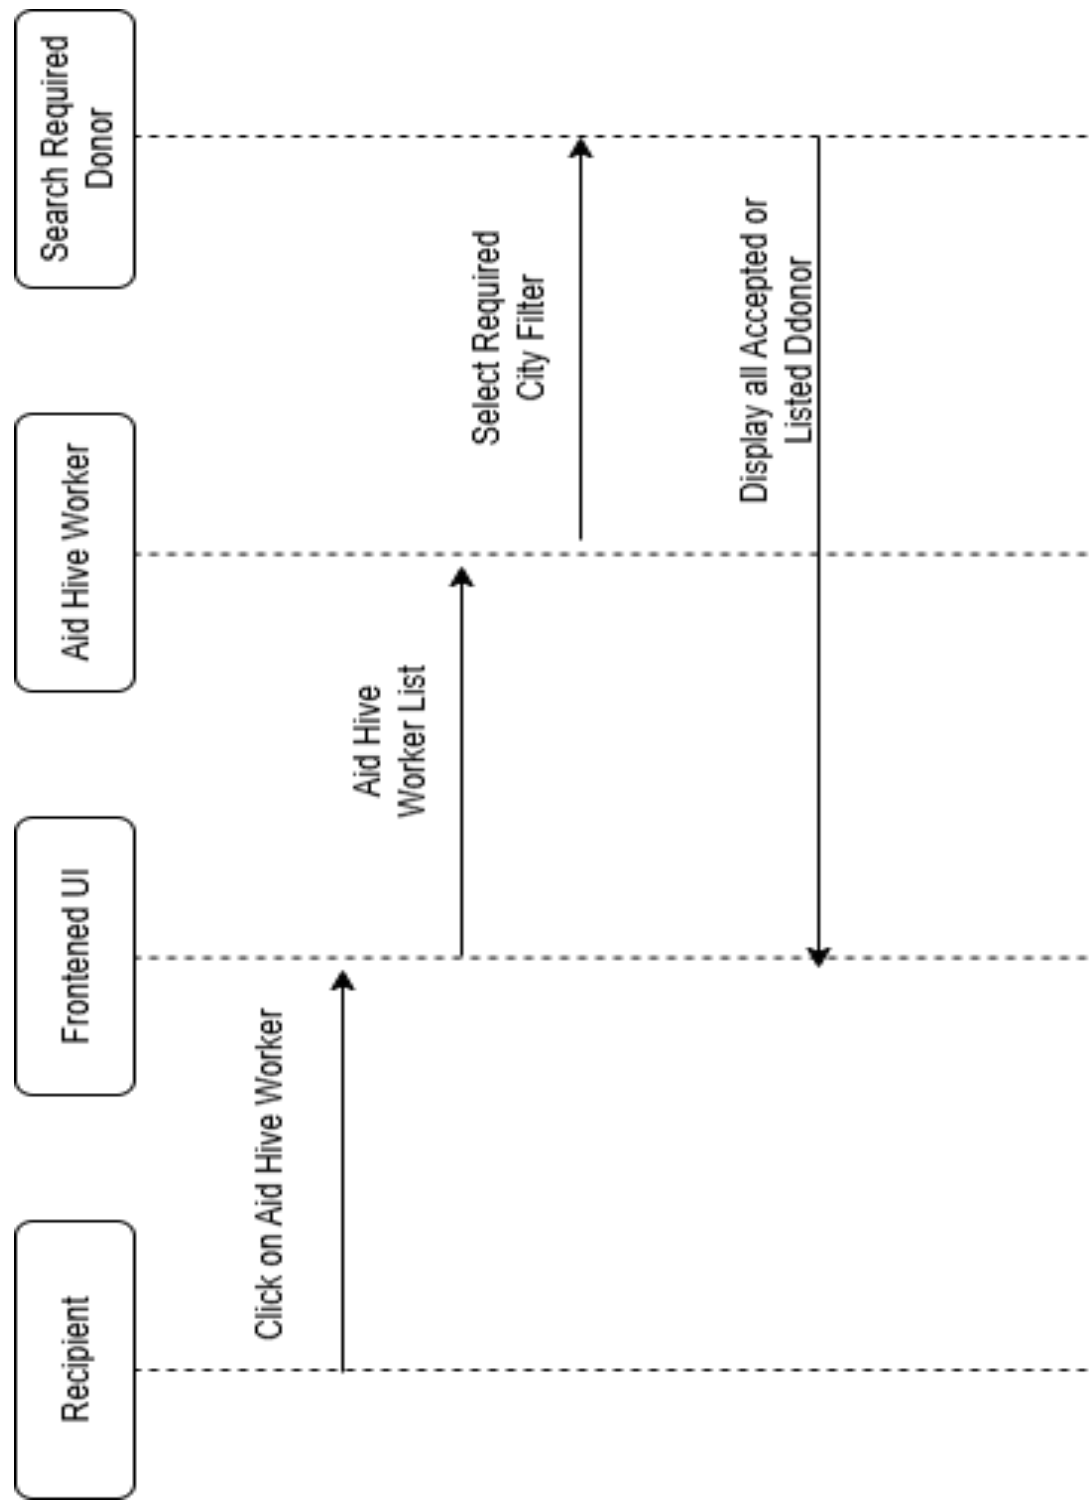 Recipient
Frontened UI
Aid Hive Worker
Search Required
Donor
Click on Aid Hive Worker
Aid Hive
Worker List
Select Required
City Filter
Display all Accepted or
Listed Ddonor